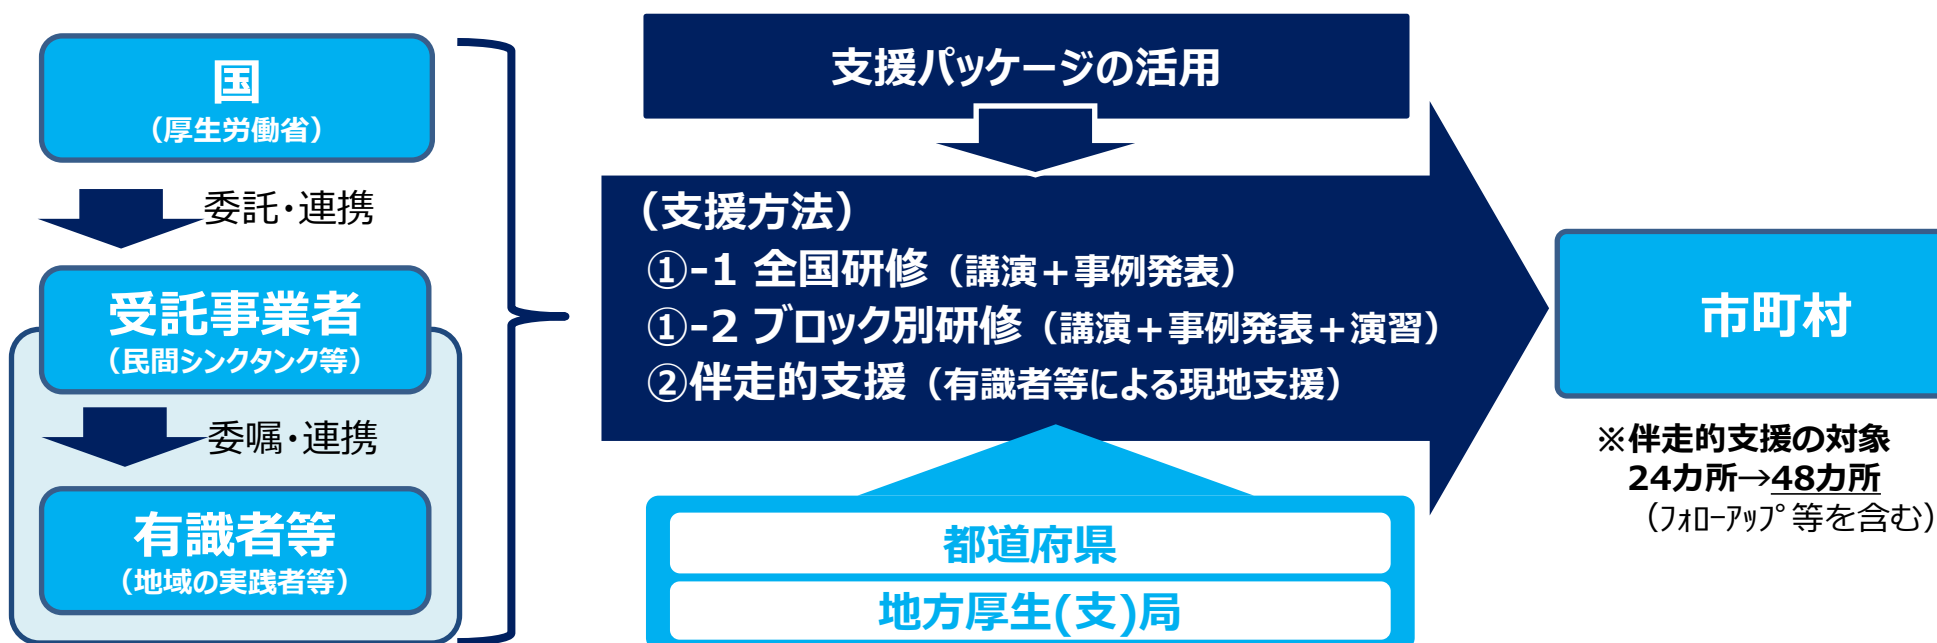 国
（厚生労働省）
委託・連携
受託事業者
（民間シンクタンク等）
委嘱・連携
有識者等
（地域の実践者等）
支援パッケージの活用
（支援方法）
①-1 全国研修（講演＋事例発表）
①-2 ブロック別研修（講演＋事例発表＋演習）
②伴走的支援（有識者等による現地支援）
都道府県
地方厚生(支)局
市町村
※伴走的支援の対象
24カ所→48カ所
（ﾌｫﾛｰｱｯﾌﾟ等を含む）